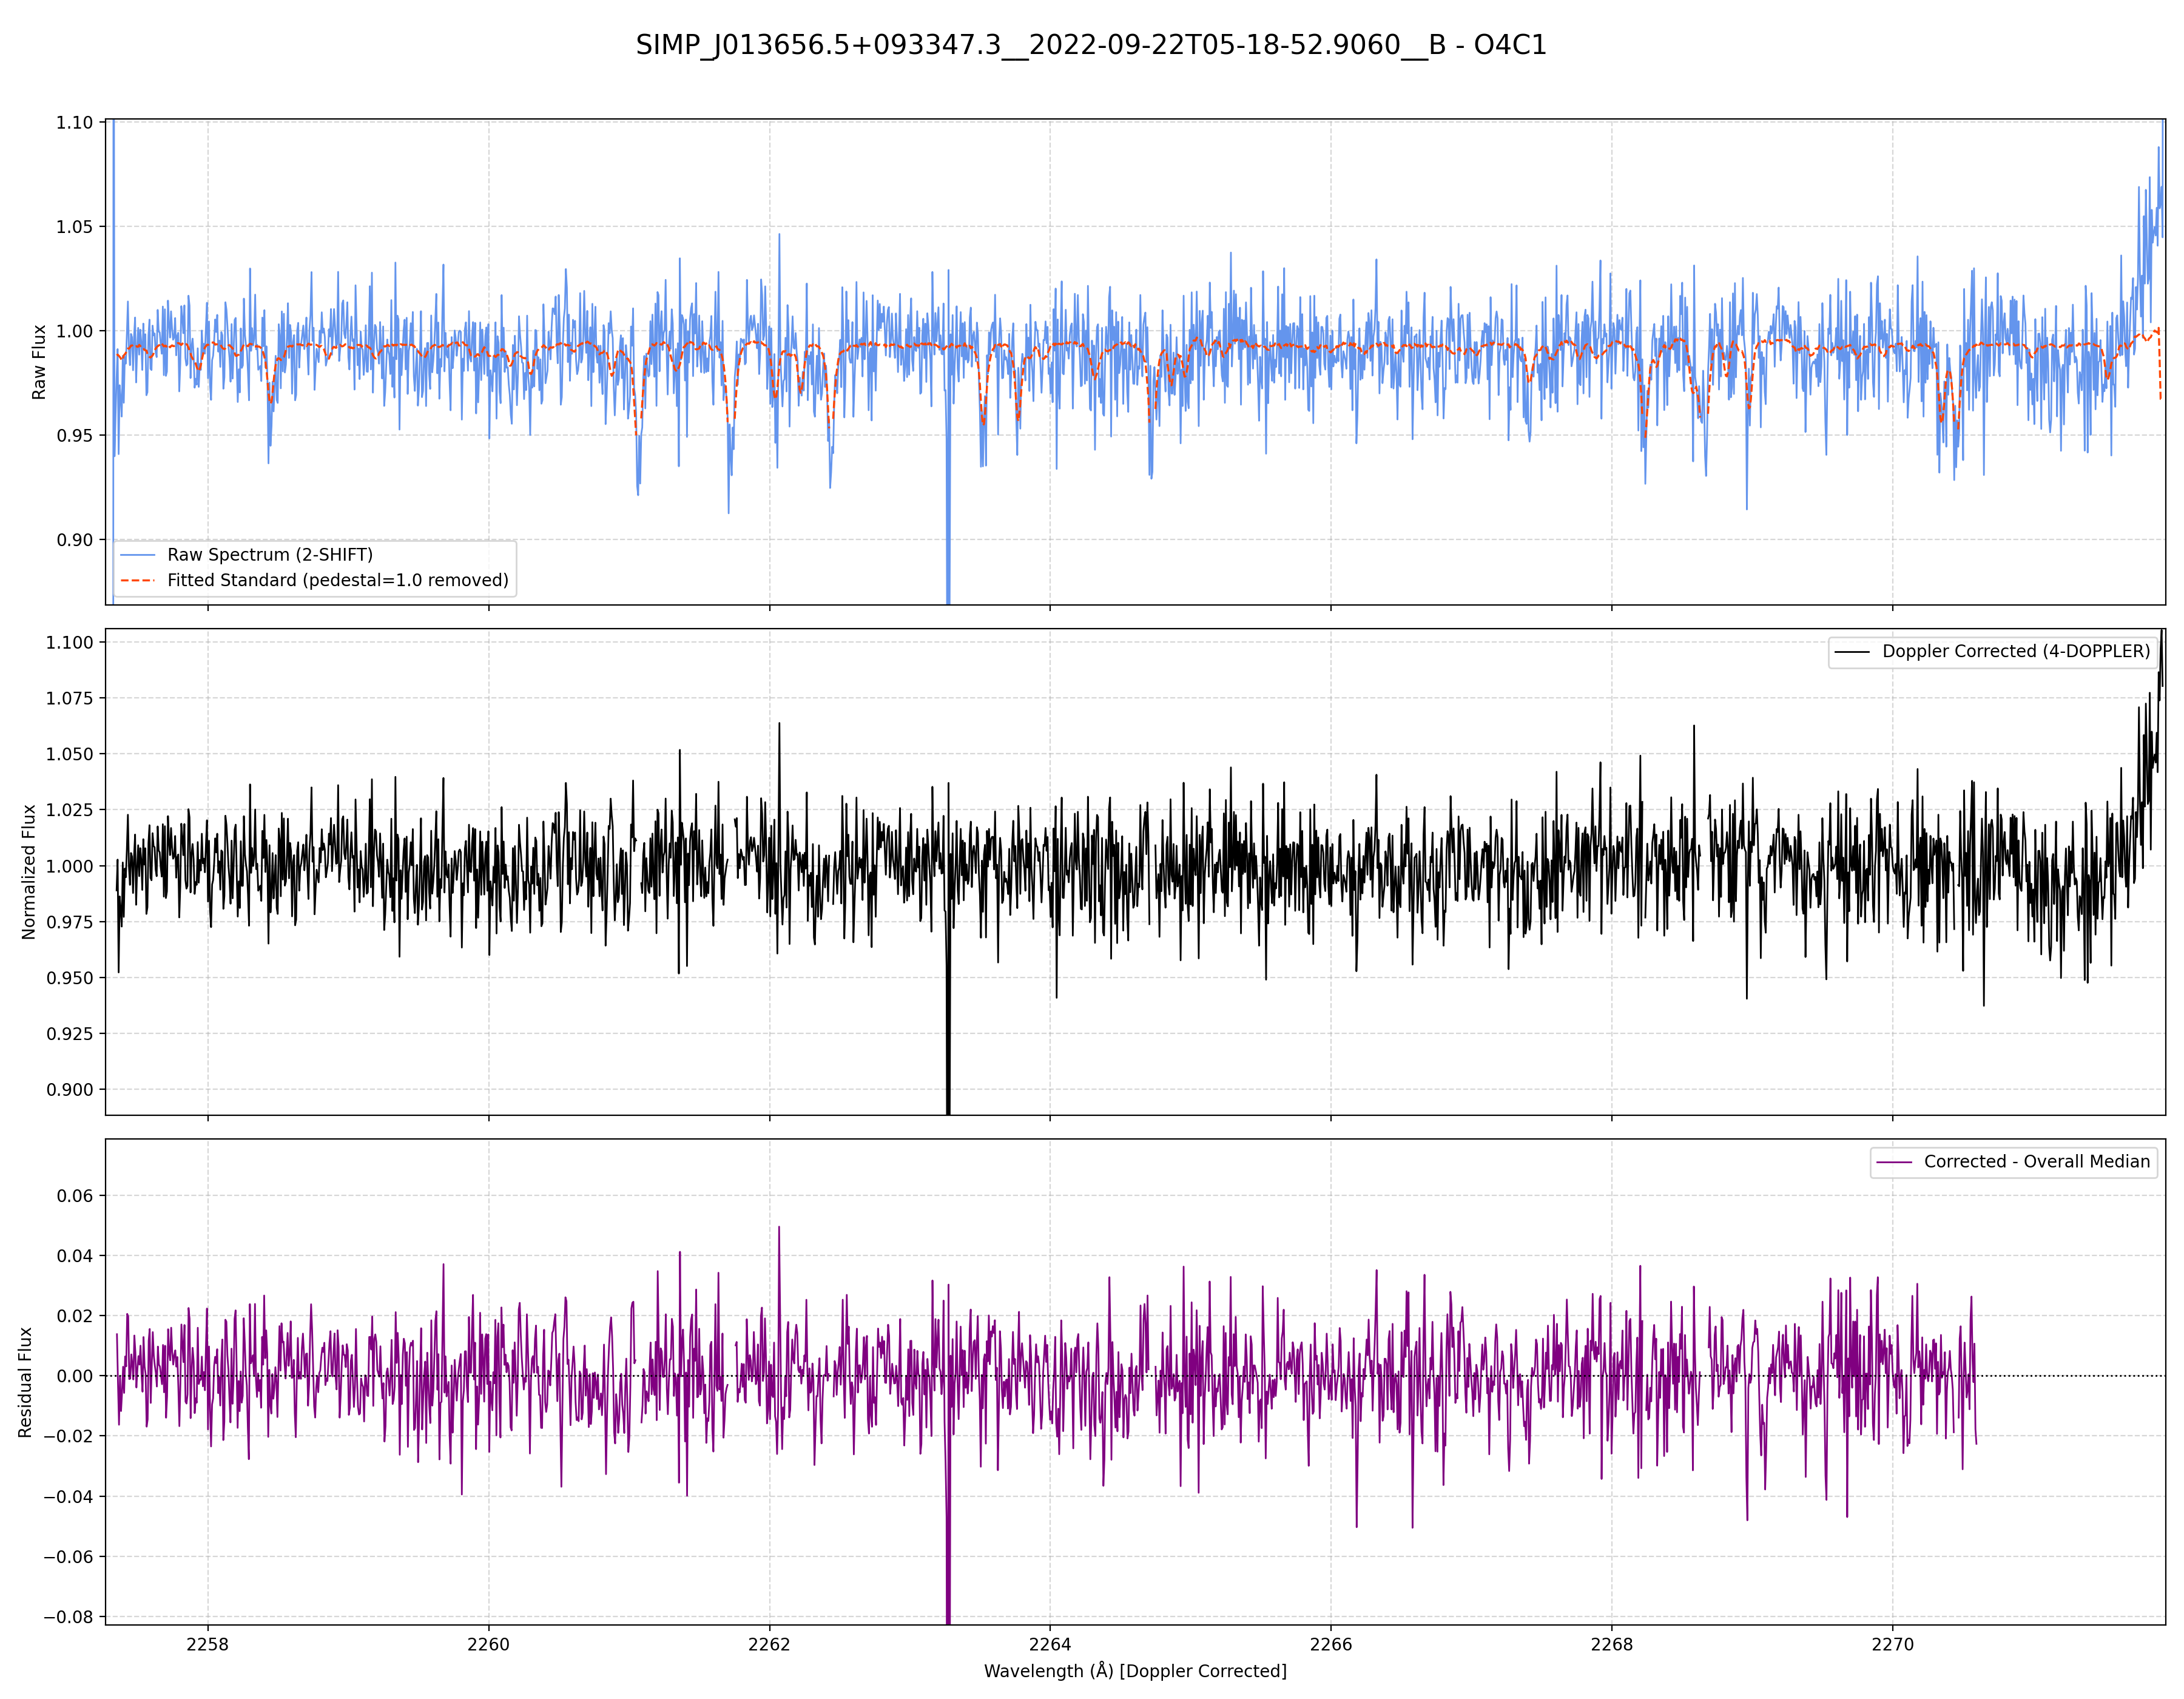 SIMP_J013656.5+093347.3__2022-09-22T05-18-52.9060__B - O4C1
1.10
1.05
1.00
0.95
0.90
Raw Flux
Raw Spectrum (2-SHIFT)
Fitted Standard (pedestal=1.0 removed)
1.100
1.075
1.050
1.025
1.000
0.975
0.950
0.925
0.900
Normalized Flux
Doppler Corrected (4-DOPPLER)
0.06
0.04
0.02
0.00
−0.02
−0.04
−0.06
−0.08
Residual Flux
Corrected - Overall Median
2258 2260 2262 2264 2266 2268 2270
Wavelength (Å) [Doppler Corrected]